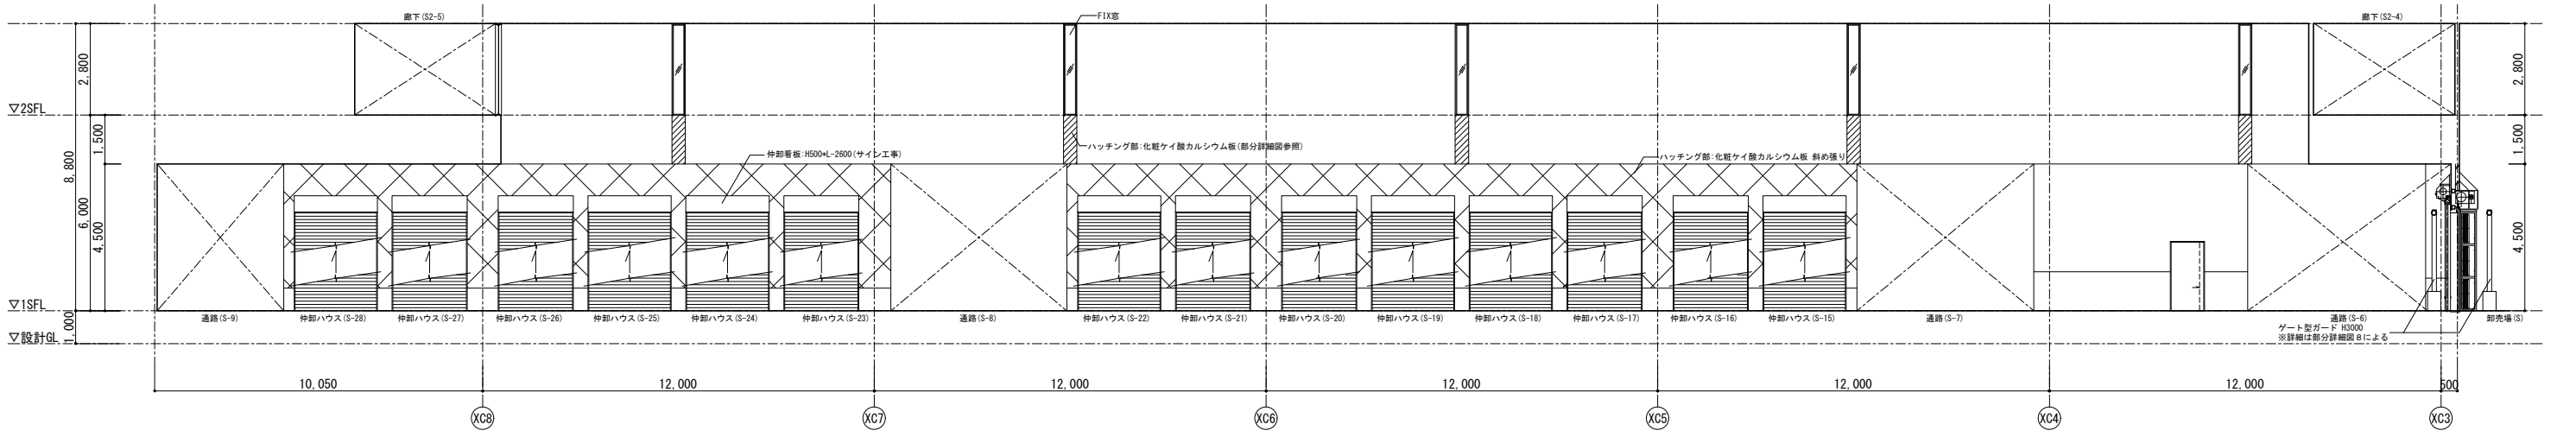 廊下(S2-5)
FIX窓
廊下(S2-4)
2,800
2,800
▽2SFL
1,500
1,500
8,800
6,000
4,500
4,500
仲卸看板:H500*L-2600(サイン工事)
ハッチング部:化粧ケイ酸カルシウム板(部分詳細図参照)
ハッチング部:化粧ケイ酸カルシウム板 斜め張り
▽1SFL
1,000
▽設計GL
通路(S-9)
仲卸ハウス(S-28)
仲卸ハウス(S-27)
仲卸ハウス(S-26)
仲卸ハウス(S-25)
仲卸ハウス(S-24)
仲卸ハウス(S-23)
通路(S-8)
仲卸ハウス(S-22)
仲卸ハウス(S-21)
仲卸ハウス(S-20)
仲卸ハウス(S-19)
仲卸ハウス(S-18)
仲卸ハウス(S-17)
仲卸ハウス(S-16)
仲卸ハウス(S-15)
通路(S-7)
通路(S-6)
卸売場(S)
ゲート型ガード H3000
※詳細は部分詳細図8による
10,050
12,000
12,000
12,000
12,000
12,000
500
XC8
XC7
XC6
XC5
XC4
XC3